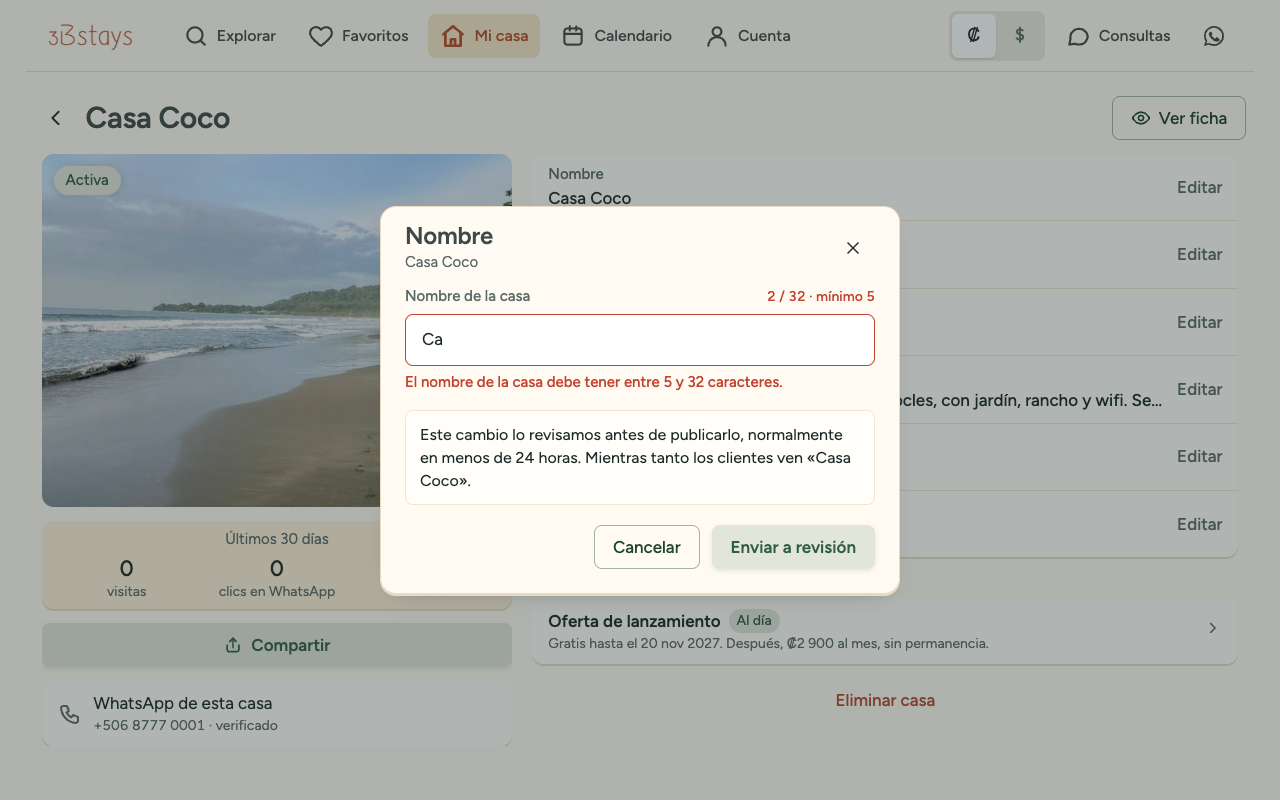 3Bstays
Explorar
Favoritos
Mi casa
Calendario
Cuenta
₡
$
Consultas
Casa Coco
Ver ficha
Activa
Nombre
Casa Coco
Editar
Editar
Editar
ocles, con jardín, rancho y wifi. Se...
Editar
Editar
Editar
Nombre
Casa Coco
Nombre de la casa
2 / 32 · mínimo 5
Ca
El nombre de la casa debe tener entre 5 y 32 caracteres.
Este cambio lo revisamos antes de publicarlo, normalmente
en menos de 24 horas. Mientras tanto los clientes ven «Casa
Coco».
Cancelar
Enviar a revisión
Últimos 30 días
0
visitas
0
clics en WhatsApp
Compartir
WhatsApp de esta casa
+506 8777 0001 · verificado
Oferta de lanzamiento
Al día
Gratis hasta el 20 nov 2027. Después, ₡2 900 al mes, sin permanencia.
Eliminar casa